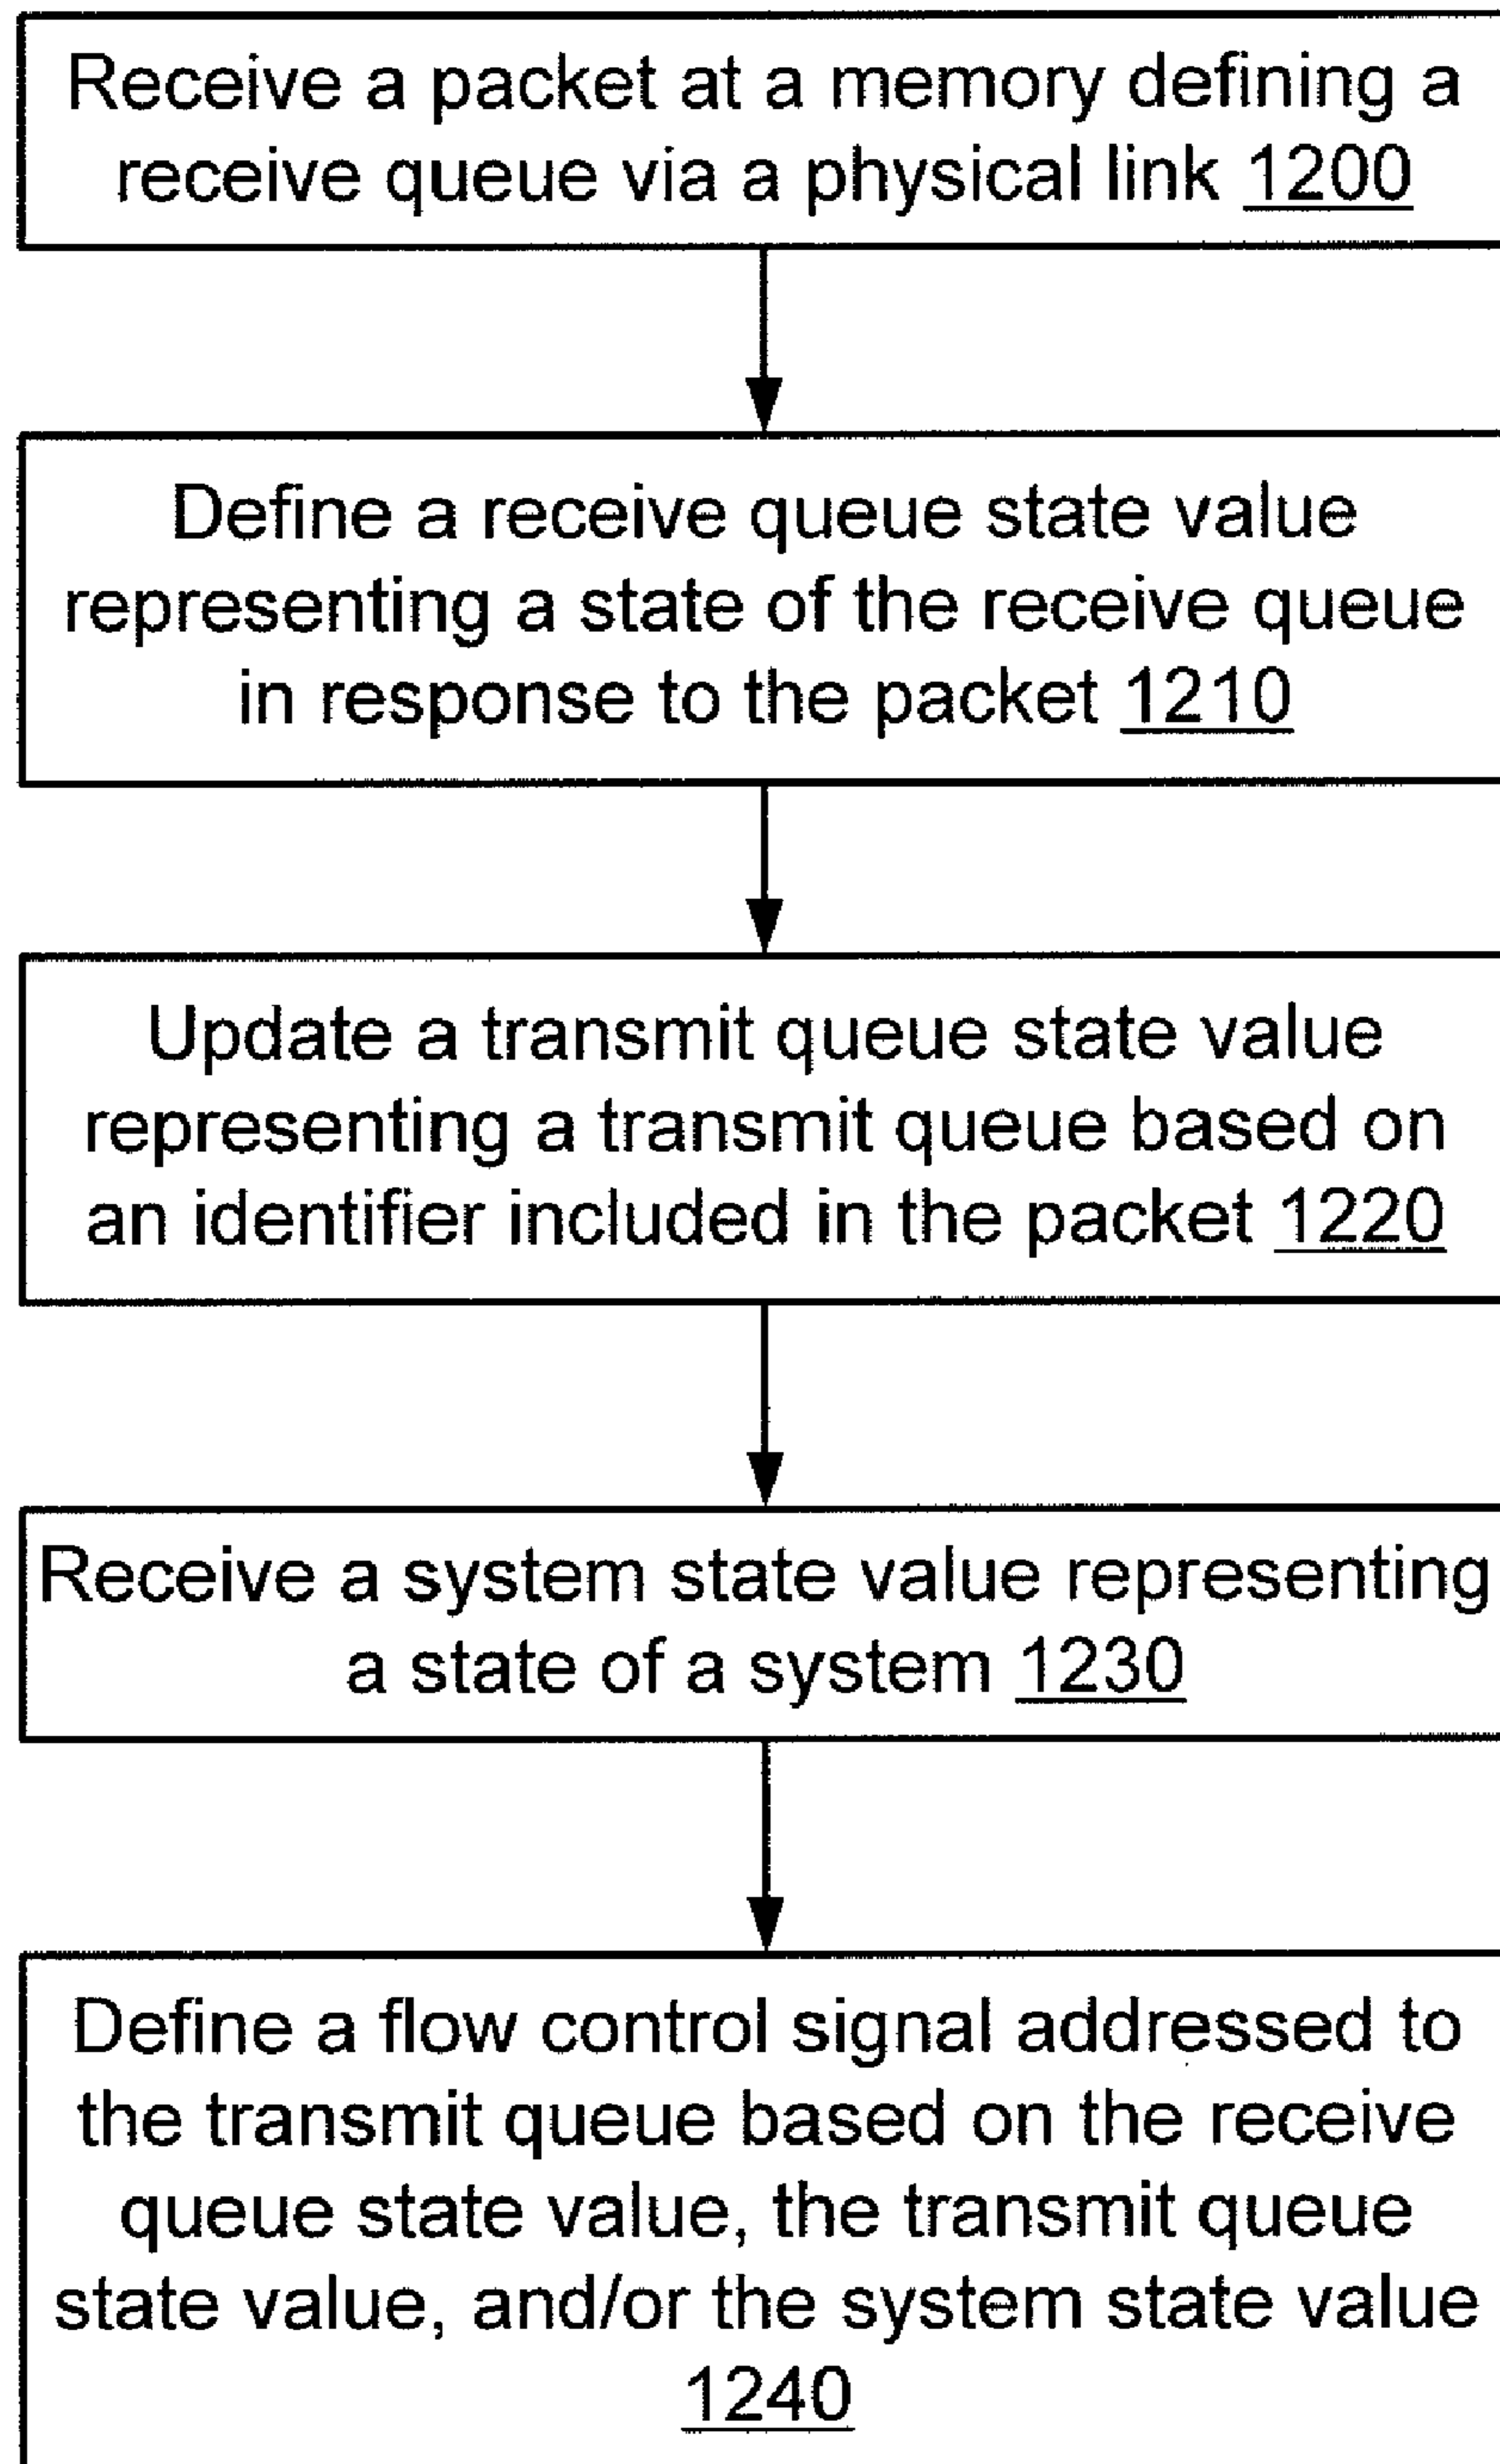 Receive a packet at a memory defining a
receive queue via a physical link 1200
Define a receive queue state value
representing a state of the receive queue
in response to the packet 1210
Update a transmit queue state value
representing a transmit queue based on
an identifier included in the packet 1220
Receive a system state value representing
a state of a system 1230
Define a flow control signal addressed to
the transmit queue based on the receive
queue state value, the transmit queue
state value, and/or the system state value
1240